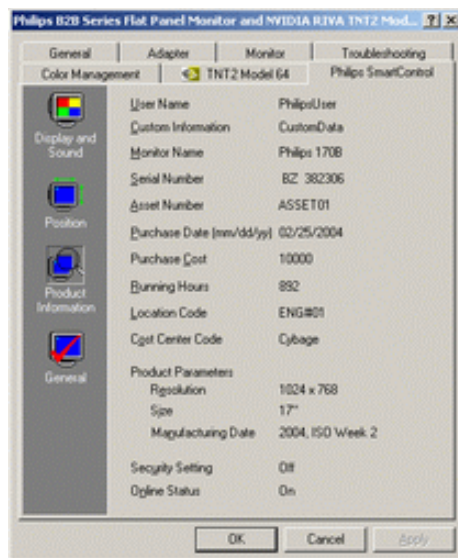 Philips B2B Series Flat Panel Monitor and NVIDIA RIVA TNT2 Mod...
General Adapter Monitor Troubleshooting
Color Management TNT2 Model 64 Philips SmartControl
Display and Sound
Position
Product Information
General
User Name PhilipsUser
Custom Information CustomData
Monitor Name Philips 170B
Serial Number BZ 382306
Asset Number ASSET01
Purchase Date (mm/dd/yy) 02/25/2004
Purchase Cost 10000
Running Hours 892
Location Code ENG#01
Cost Center Code Cybage
Product Parameters
Resolution 1024 x 768
Size 17"
Manufacturing Date 2004, ISO Week 2
Security Setting Off
Online Status On
OK Cancel Apply